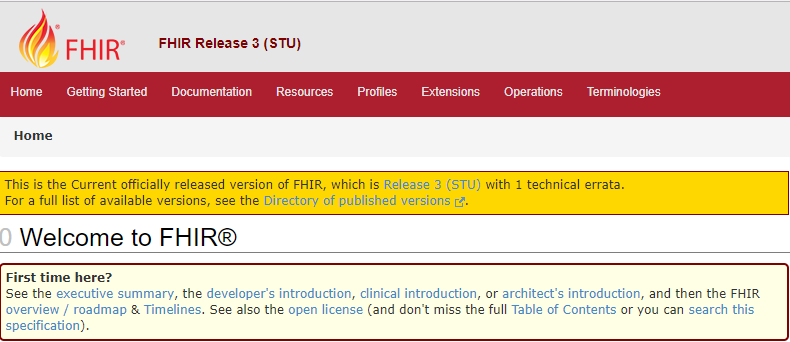 FHIR®
FHIR Release 3 (STU)
Home Getting Started Documentation Resources Profiles Extensions Operations Terminologies
Home
This is the Current officially released version of FHIR, which is Release 3 (STU) with 1 technical errata.
For a full list of available versions, see the Directory of published versions.
0 Welcome to FHIR®
First time here?
See the executive summary, the developer's introduction, clinical introduction, or architect's introduction, and then the FHIR
overview / roadmap & Timelines. See also the open license (and don't miss the full Table of Contents or you can search this
specification).